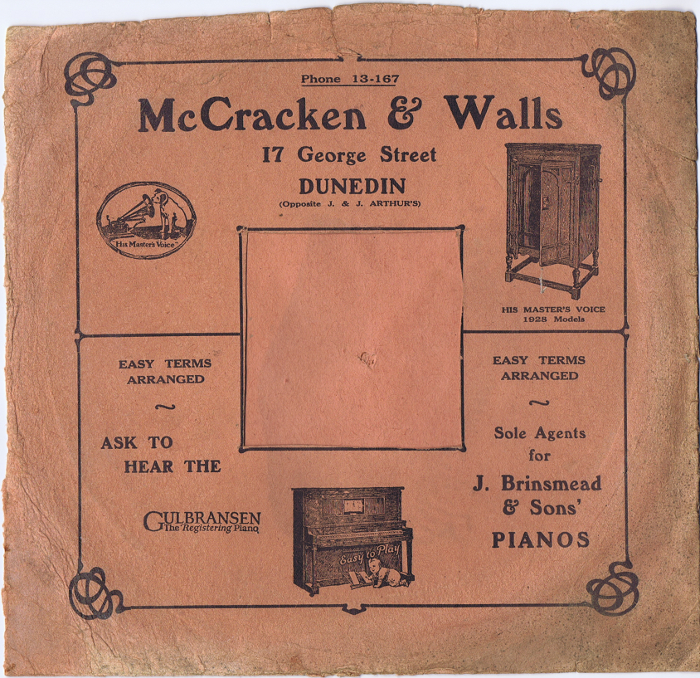 Phone 13-167
McCracken & Walls
17 George Street
DUNEDIN
(Opposite J. & J. ARTHUR'S)
"His Master's Voice"
HIS MASTER'S VOICE
1928 Models
EASY TERMS
ARRANGED
ASK TO
HEAR THE
GULBRANSEN
The Registering Piano
Easy to Play
EASY TERMS
ARRANGED
Sole Agents
for
J. Brinsmead
& Sons'
PIANOS